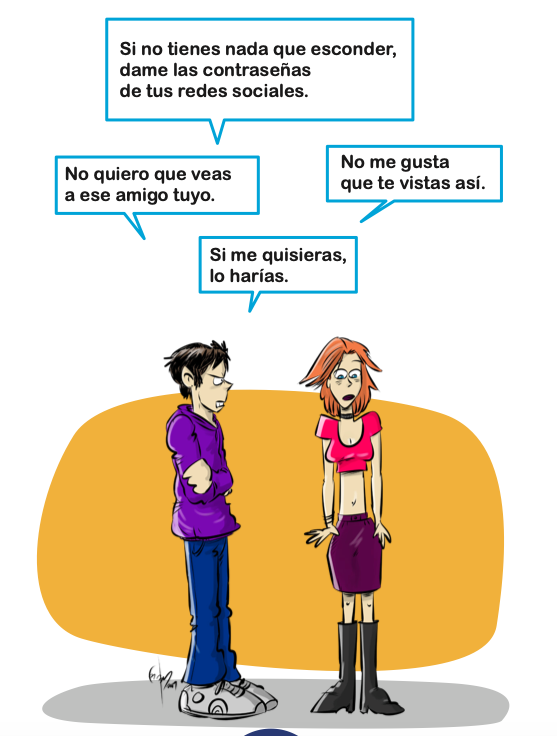 Si no tienes nada que esconder,
dame las contraseñas
de tus redes sociales.
No quiero que veas
a ese amigo tuyo.
No me gusta
que te vistas así.
Si me quisieras,
lo harías.